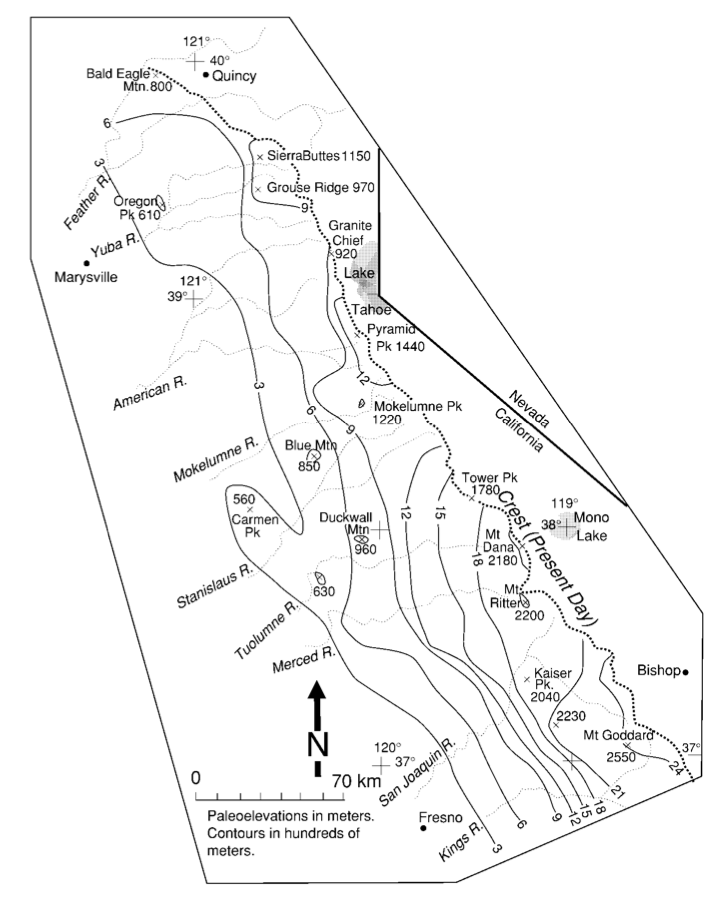 121°
40°
Bald Eagle
Mtn.800
Quincy
6
SierraButtes 1150
3
Grouse Ridge 970
Feather R.
Oregon
Pk 610
9
Granite
Chief
920
Yuba R.
Marysville
Lake
Tahoe
121°
39°
Pyramid
Pk 1440
American R.
3
12
Nevada
California
6
Mokelumne Pk
1220
9
Mokelumne R.
Blue Mtn
850
Tower Pk
1780
560
Carmen
Pk
12
15
Duckwall
Mtn
960
119°
38°
Mono
Lake
Crest (Present Day)
Mt
Dana
2180
18
Stanislaus R.
630
Mt
Ritter
2200
Tuolumne R.
Merced R.
Kaiser
Pk.
2040
Bishop
2230
N
Mt Goddard
2550
120°
37°
37°
24
San Joaquin R.
0
70 km
21
18
15
12
9
6
3
Paleoelevations in meters.
Contours in hundreds of
meters.
Fresno
Kings R.